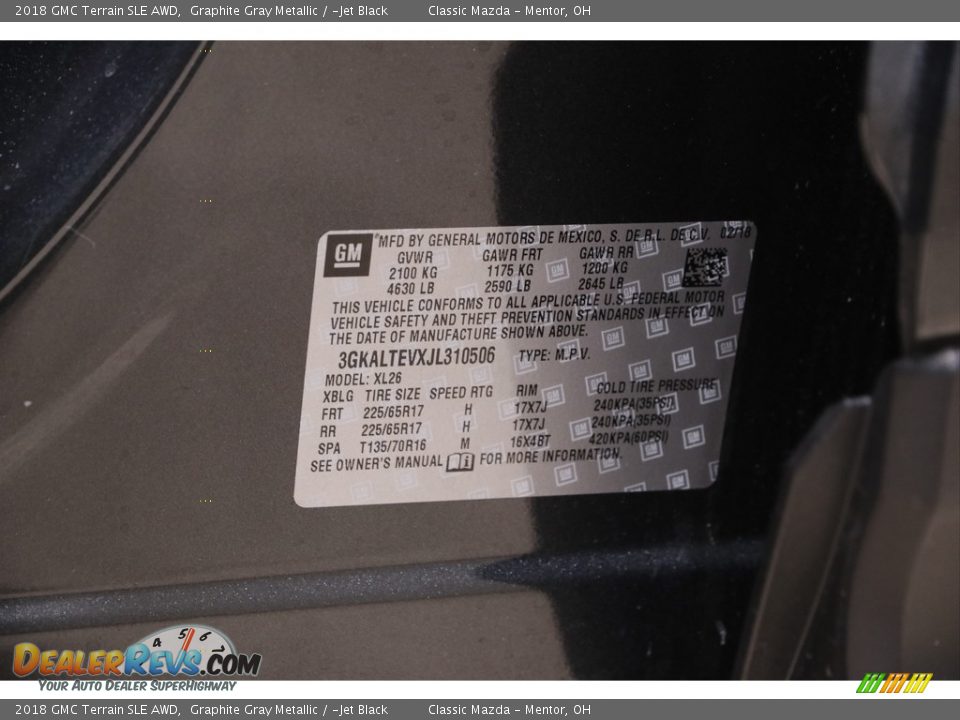 2018 GMC Terrain SLE AWD, Graphite Gray Metallic / -Jet Black Classic Mazda - Mentor, OH
GM
MFD BY GENERAL MOTORS DE MEXICO, S. DE R.L. DE C.V. 02/18
GVWR GAWR FRT GAWR RR
2100 KG 1175 KG 1200 KG
4630 LB 2590 LB 2645 LB
THIS VEHICLE CONFORMS TO ALL APPLICABLE U.S. FEDERAL MOTOR
VEHICLE SAFETY AND THEFT PREVENTION STANDARDS IN EFFECT ON
THE DATE OF MANUFACTURE SHOWN ABOVE.
3GKALTEVXJL310506 TYPE: M.P.V.
MODEL: XL26
XBLG TIRE SIZE SPEED RTG RIM COLD TIRE PRESSURE
FRT 225/65R17 H 17X7J 240KPA(35PSI)
RR 225/65R17 H 17X7J 240KPA(35PSI)
SPA T135/70R16 M 16X4BT 420KPA(60PSI)
SEE OWNER'S MANUAL i FOR MORE INFORMATION.
4 5 6
DEALERREVS.COM
YOUR AUTO DEALER SUPERHIGHWAY
2018 GMC Terrain SLE AWD, Graphite Gray Metallic / -Jet Black Classic Mazda - Mentor, OH